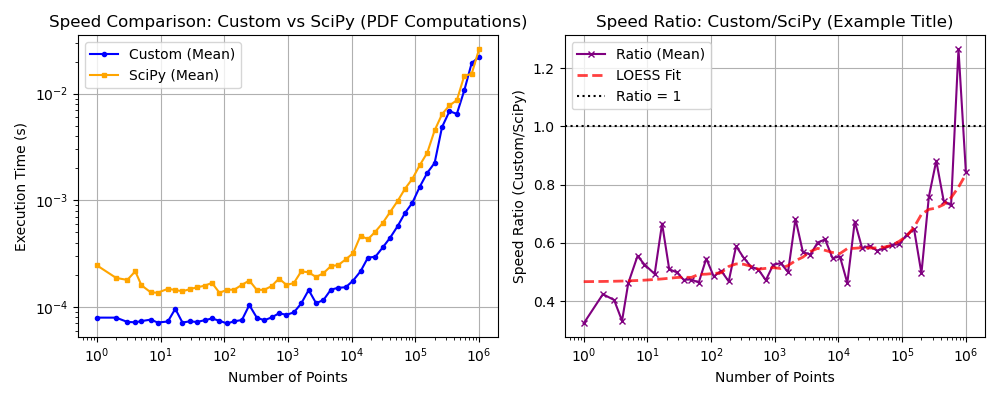 Speed Comparison: Custom vs SciPy (PDF Computations)
Custom (Mean)
SciPy (Mean)
Execution Time (s)
10⁻²
10⁻³
10⁻⁴
10⁰ 10¹ 10² 10³ 10⁴ 10⁵ 10⁶
Number of Points
Speed Ratio: Custom/SciPy (Example Title)
Ratio (Mean)
LOESS Fit
Ratio = 1
Speed Ratio (Custom/SciPy)
1.2
1.0
0.8
0.6
0.4
10⁰ 10¹ 10² 10³ 10⁴ 10⁵ 10⁶
Number of Points